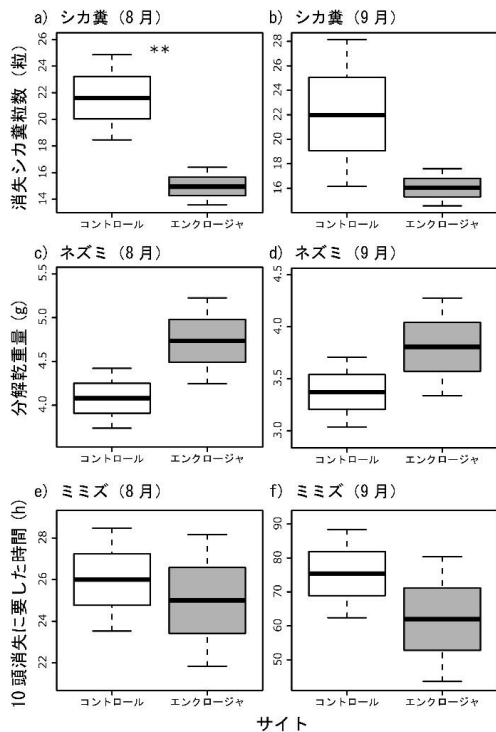 a) シカ糞 (8月)
b) シカ糞 (9月)
消失シカ糞粒数 (粒)
26
24
22
20
18
16
14
**
コントロール
エンクロージャ
28
26
24
22
20
18
16
コントロール
エンクロージャ
c) ネズミ (8月)
d) ネズミ (9月)
分解乾重量 (g)
5.5
5.0
4.5
4.0
コントロール
エンクロージャ
4.5
4.0
3.5
3.0
コントロール
エンクロージャ
e) ミミズ (8月)
f) ミミズ (9月)
10頭消失に要した時間 (h)
28
26
24
22
コントロール
エンクロージャ
90
80
70
60
50
コントロール
エンクロージャ
サイト